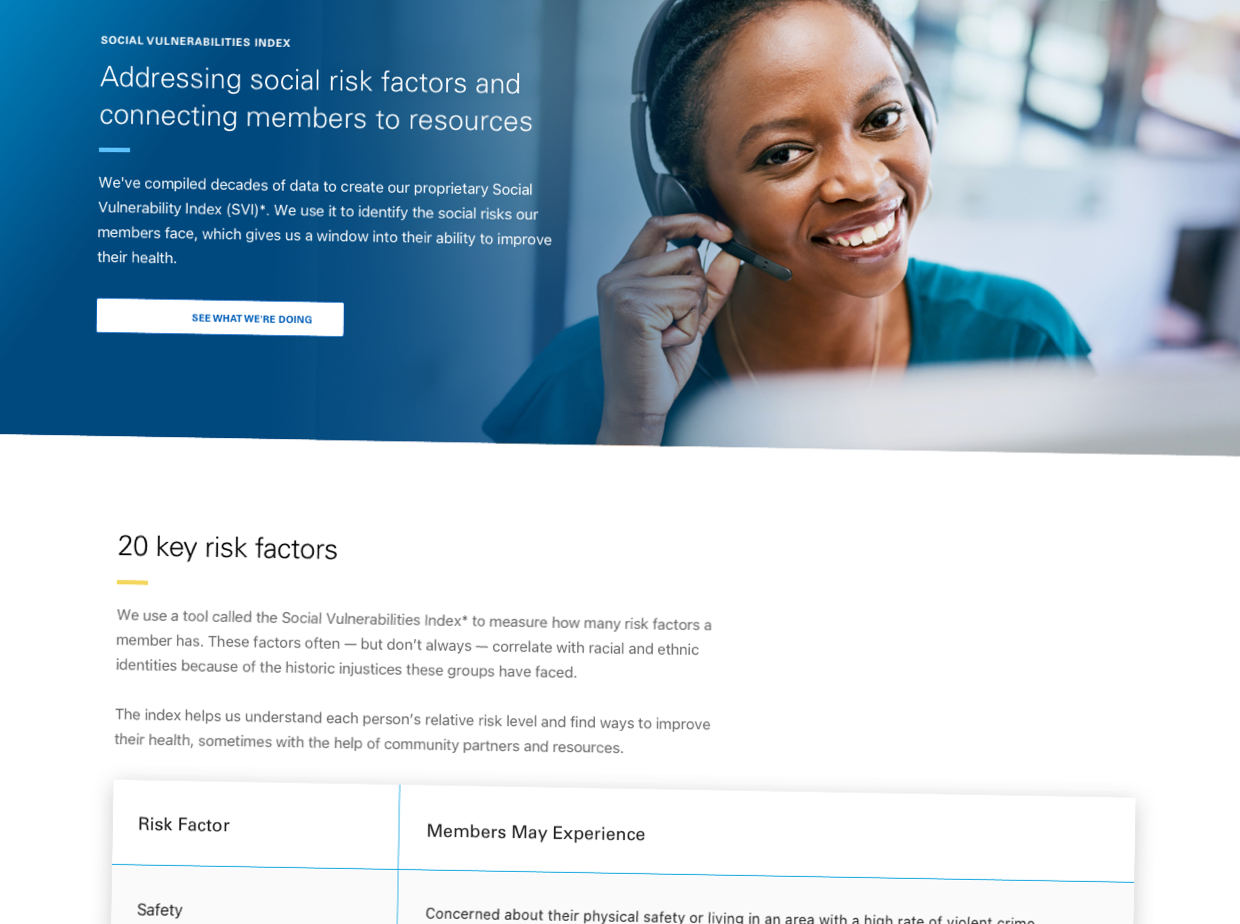 SOCIAL VULNERABILITIES INDEX
Addressing social risk factors and
connecting members to resources
We've compiled decades of data to create our proprietary Social
Vulnerability Index (SVI)*. We use it to identify the social risks our
members face, which gives us a window into their ability to improve
their health.
SEE WHAT WE'RE DOING
20 key risk factors
We use a tool called the Social Vulnerabilities Index* to measure how many risk factors a
member has. These factors often — but don’t always — correlate with racial and ethnic
identities because of the historic injustices these groups have faced.
The index helps us understand each person’s relative risk level and find ways to improve
their health, sometimes with the help of community partners and resources.
Risk Factor
Members May Experience
Safety
Concerned about their physical safety or living in an area with a high rate of violent crime